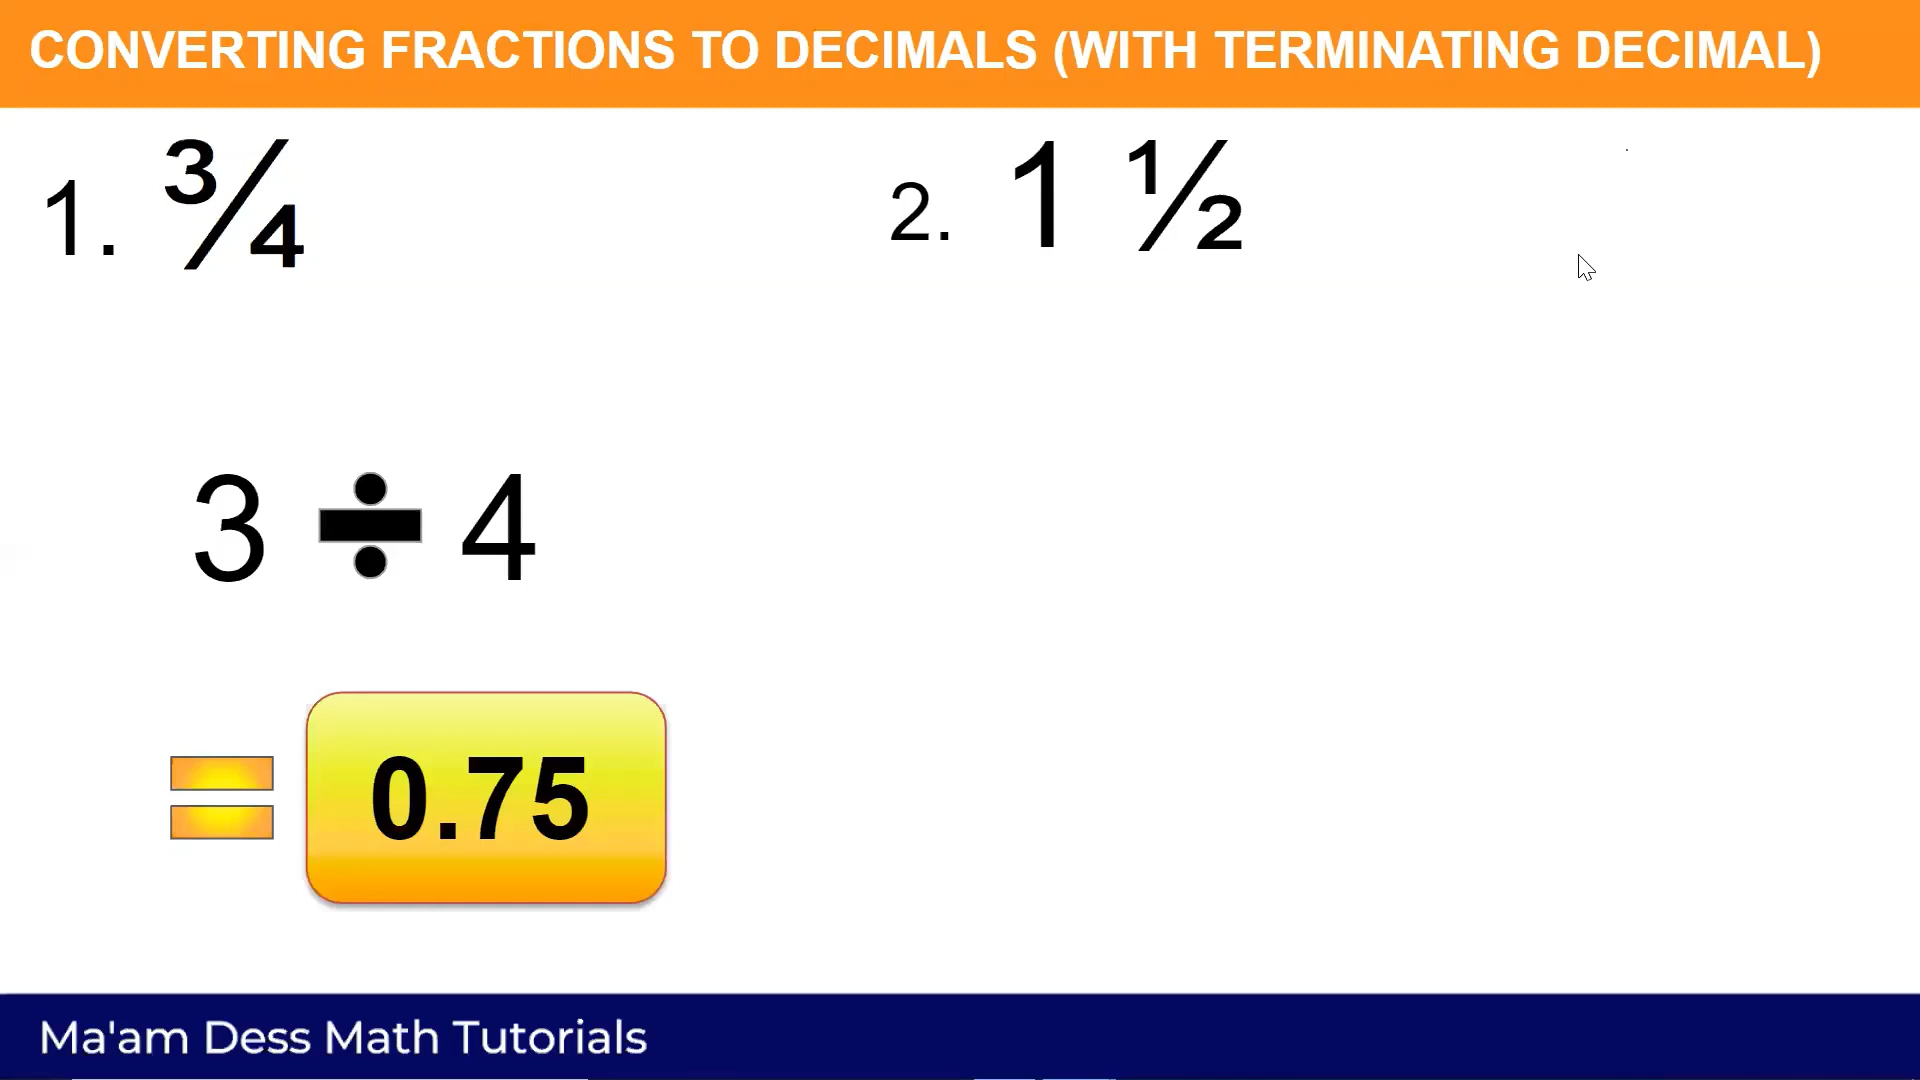 CONVERTING FRACTIONS TO DECIMALS (WITH TERMINATING DECIMAL)
1. ¾
2. 1 ½
3 ÷ 4
= 0.75
Ma'am Dess Math Tutorials